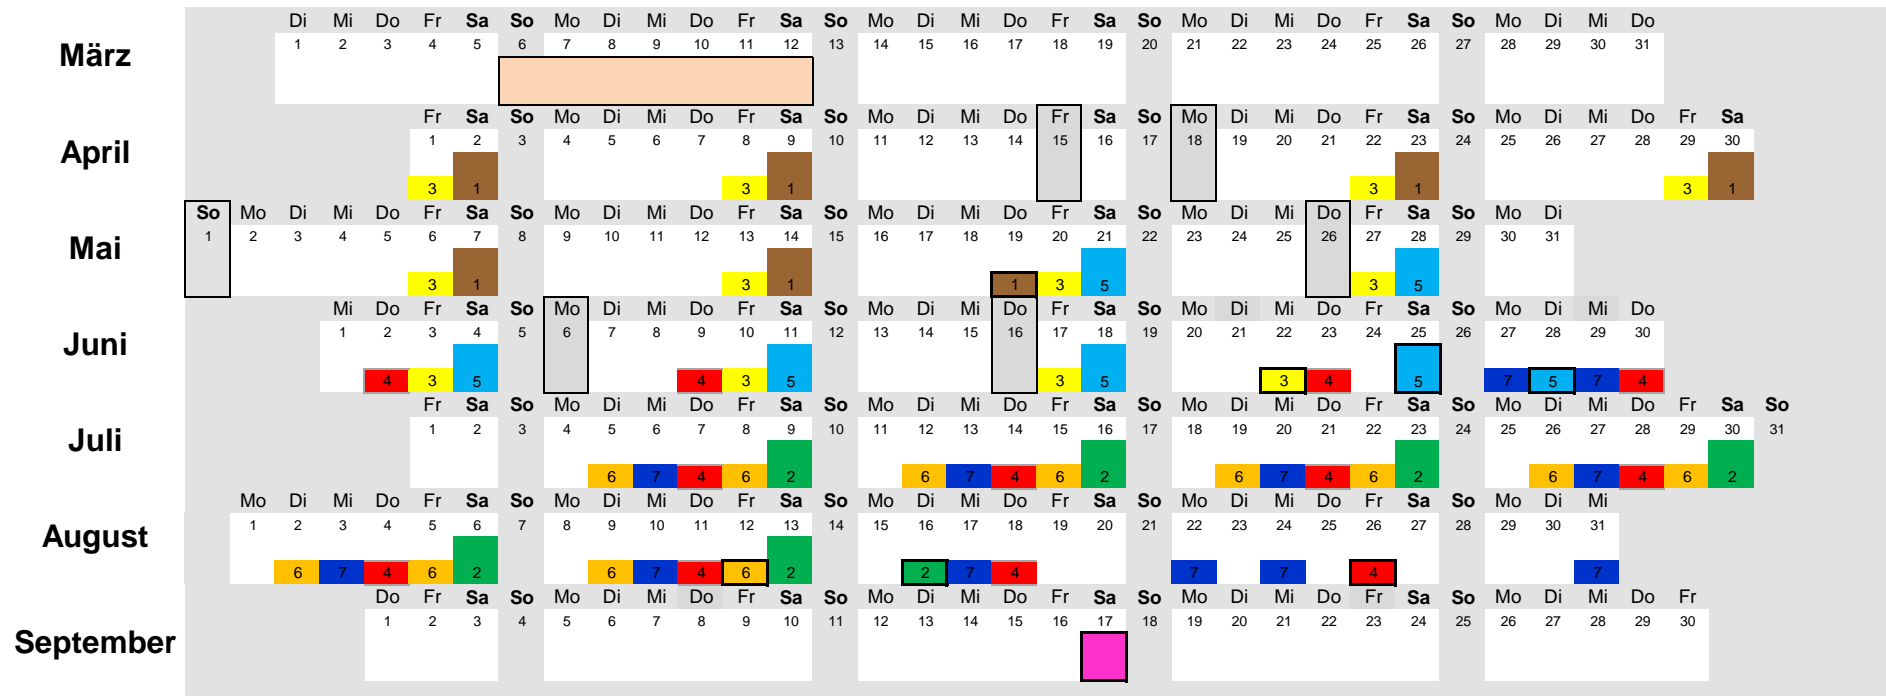 Di Mi Do Fr Sa So Mo Di Mi Do Fr Sa So Mo Di Mi Do Fr Sa So Mo Di Mi Do Fr Sa So Mo Di Mi Do
März 1 2 3 4 5 6 7 8 9 10 11 12 13 14 15 16 17 18 19 20 21 22 23 24 25 26 27 28 29 30 31
Fr Sa So Mo Di Mi Do Fr Sa So Mo Di Mi Do Fr Sa So Mo Di Mi Do Fr Sa So Mo Di Mi Do Fr Sa
April 1 2 3 4 5 6 7 8 9 10 11 12 13 14 15 16 17 18 19 20 21 22 23 24 25 26 27 28 29 30
3 1 3 1 3 1 3 1
So Mo Di Mi Do Fr Sa So Mo Di Mi Do Fr Sa So Mo Di Mi Do Fr Sa So Mo Di Mi Do Fr Sa So Mo Di
Mai 1 2 3 4 5 6 7 8 9 10 11 12 13 14 15 16 17 18 19 20 21 22 23 24 25 26 27 28 29 30 31
3 1 3 1 1 3 5 3 5
Mi Do Fr Sa So Mo Di Mi Do Fr Sa So Mo Di Mi Do Fr Sa So Mo Di Mi Do Fr Sa So Mo Di Mi Do
Juni 1 2 3 4 5 6 7 8 9 10 11 12 13 14 15 16 17 18 19 20 21 22 23 24 25 26 27 28 29 30
4 3 5 4 3 5 3 5 3 4 5 7 5 7 4
Fr Sa So Mo Di Mi Do Fr Sa So Mo Di Mi Do Fr Sa So Mo Di Mi Do Fr Sa So Mo Di Mi Do Fr Sa So
Juli 1 2 3 4 5 6 7 8 9 10 11 12 13 14 15 16 17 18 19 20 21 22 23 24 25 26 27 28 29 30 31
6 7 4 6 2 6 7 4 6 2 6 7 4 6 2 6 7 4 6 2
Mo Di Mi Do Fr Sa So Mo Di Mi Do Fr Sa So Mo Di Mi Do Fr Sa So Mo Di Mi Do Fr Sa So Mo Di Mi
August 1 2 3 4 5 6 7 8 9 10 11 12 13 14 15 16 17 18 19 20 21 22 23 24 25 26 27 28 29 30 31
6 7 4 6 2 6 7 4 6 2 2 7 4 7 7 4 7
Do Fr Sa So Mo Di Mi Do Fr Sa So Mo Di Mi Do Fr Sa So Mo Di Mi Do Fr Sa So Mo Di Mi Do Fr
September 1 2 3 4 5 6 7 8 9 10 11 12 13 14 15 16 17 18 19 20 21 22 23 24 25 26 27 28 29 30